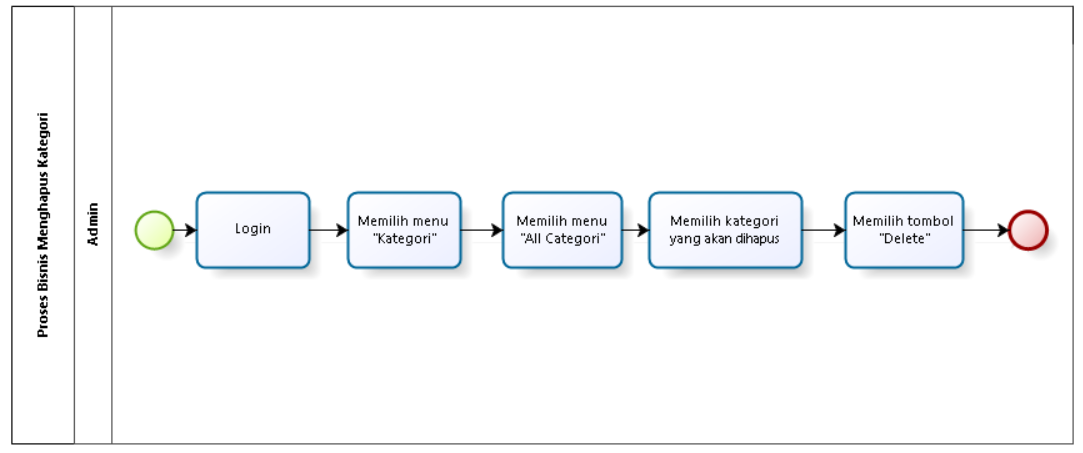 Proses Bisnis Menghapus Kategori
Admin
Login
Memilih menu
"Kategori"
Memilih menu
"All Categori"
Memilih kategori
yang akan dihapus
Memilih tombol
"Delete"